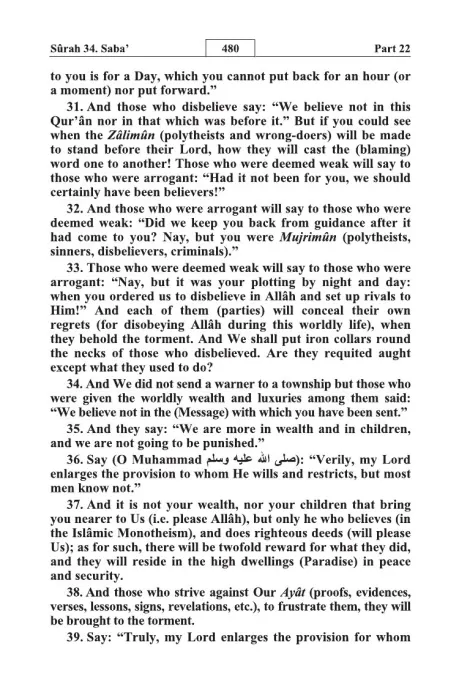 Sûrah 34. Saba’ 480 Part 22
to you is for a Day, which you cannot put back for an hour (or
a moment) nor put forward.”
31. And those who disbelieve say: “We believe not in this
Qur’ân nor in that which was before it.” But if you could see
when the Zâlimûn (polytheists and wrong-doers) will be made
to stand before their Lord, how they will cast the (blaming)
word one to another! Those who were deemed weak will say to
those who were arrogant: “Had it not been for you, we should
certainly have been believers!”
32. And those who were arrogant will say to those who were
deemed weak: “Did we keep you back from guidance after it
had come to you? Nay, but you were Mujrimûn (polytheists,
sinners, disbelievers, criminals).”
33. Those who were deemed weak will say to those who were
arrogant: “Nay, but it was your plotting by night and day:
when you ordered us to disbelieve in Allâh and set up rivals to
Him!” And each of them (parties) will conceal their own
regrets (for disobeying Allâh during this worldly life), when
they behold the torment. And We shall put iron collars round
the necks of those who disbelieved. Are they requited aught
except what they used to do?
34. And We did not send a warner to a township but those who
were given the worldly wealth and luxuries among them said:
“We believe not in the (Message) with which you have been sent.”
35. And they say: “We are more in wealth and in children,
and we are not going to be punished.”
36. Say (O Muhammad صلى الله عليه وسلم): “Verily, my Lord
enlarges the provision to whom He wills and restricts, but most
men know not.”
37. And it is not your wealth, nor your children that bring
you nearer to Us (i.e. please Allâh), but only he who believes (in
the Islâmic Monotheism), and does righteous deeds (will please
Us); as for such, there will be twofold reward for what they did,
and they will reside in the high dwellings (Paradise) in peace
and security.
38. And those who strive against Our Ayât (proofs, evidences,
verses, lessons, signs, revelations, etc.), to frustrate them, they will
be brought to the torment.
39. Say: “Truly, my Lord enlarges the provision for whom